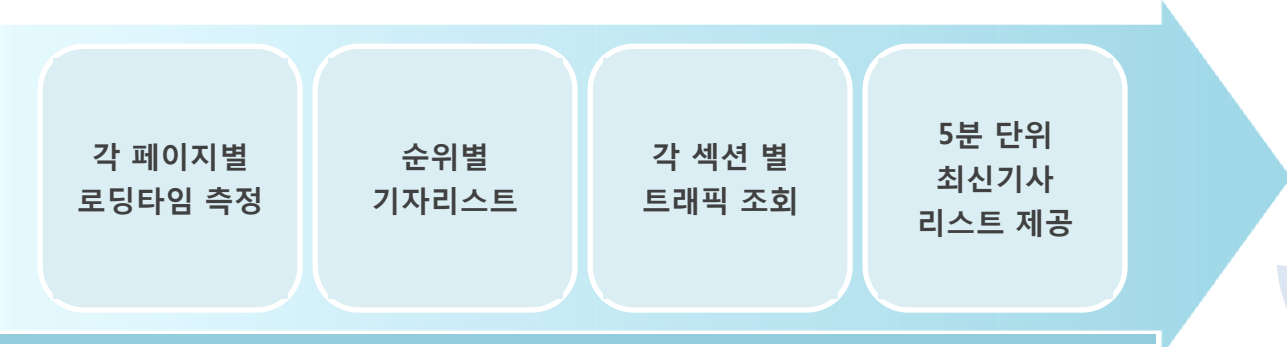 각 페이지별
로딩타임 측정
순위별
기자리스트
각 섹션 별
트래픽 조회
5분 단위
최신기사
리스트 제공